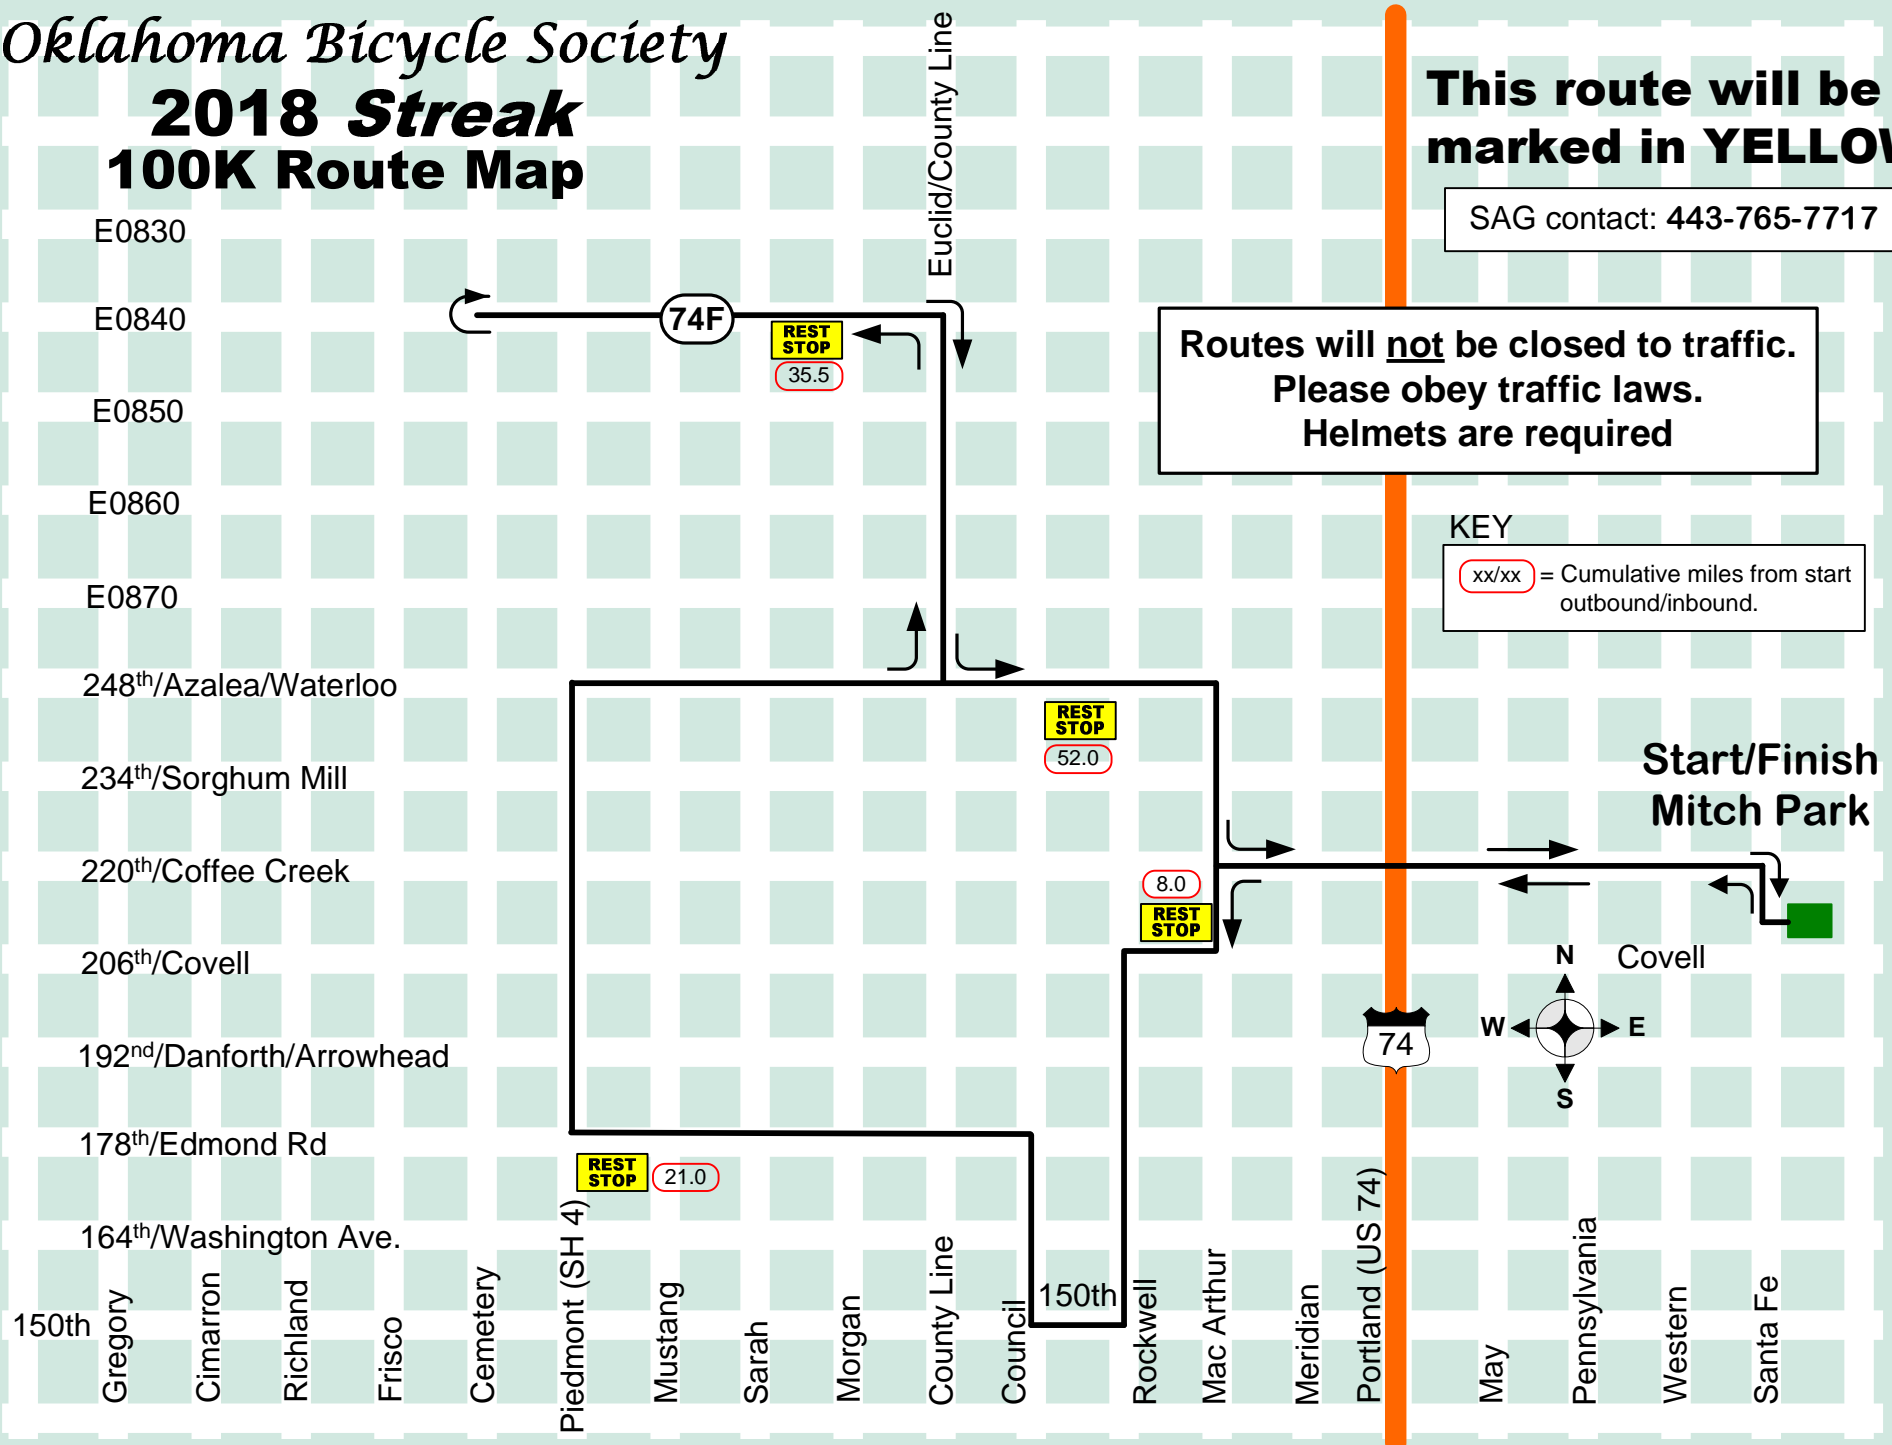 Oklahoma Bicycle Society
2018 Streak
100K Route Map
Euclid/County Line
This route will be
marked in YELLOW
SAG contact: 443-765-7717
E0830
E0840
74F
REST
STOP
35.5
Routes will not be closed to traffic.
Please obey traffic laws.
Helmets are required
E0850
E0860
KEY
xx/xx = Cumulative miles from start
outbound/inbound.
E0870
248th/Azalea/Waterloo
REST
STOP
52.0
234th/Sorghum Mill
Start/Finish
Mitch Park
220th/Coffee Creek
8.0
REST
STOP
206th/Covell
Covell
N
W
E
S
74
192nd/Danforth/Arrowhead
178th/Edmond Rd
REST
STOP
21.0
164th/Washington Ave.
150th
150th
Gregory
Cimarron
Richland
Frisco
Cemetery
Piedmont (SH 4)
Mustang
Sarah
Morgan
County Line
Council
Rockwell
Mac Arthur
Meridian
Portland (US 74)
May
Pennsylvania
Western
Santa Fe